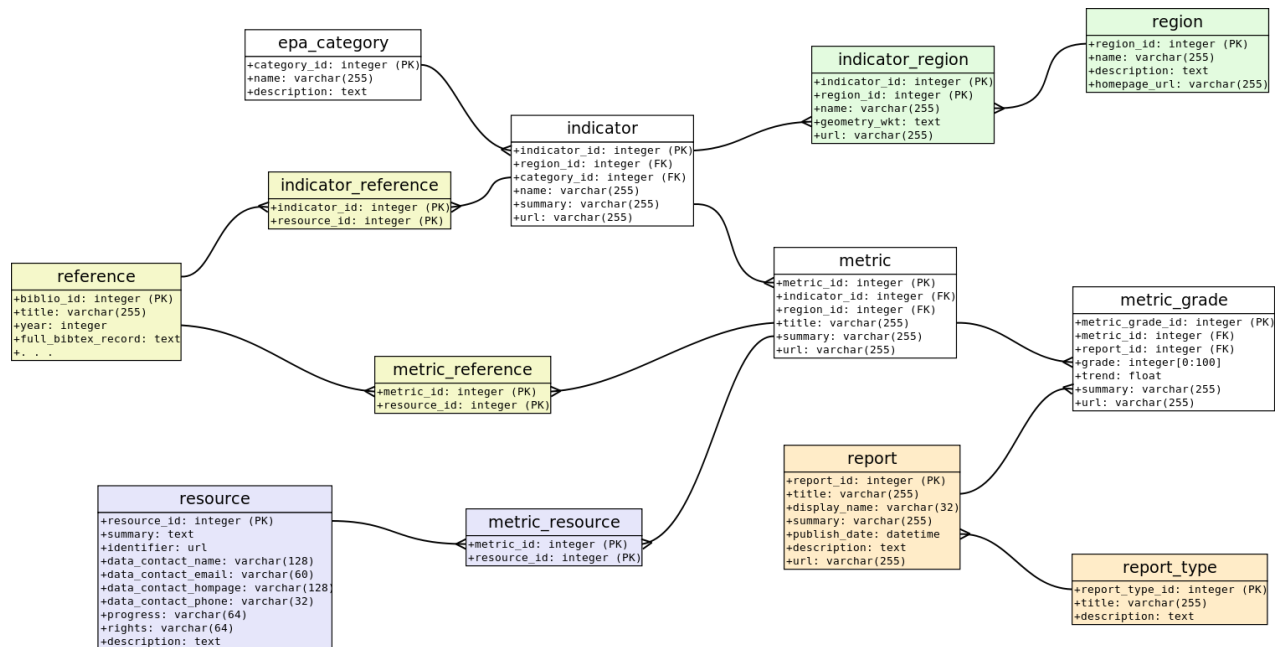 epa_category
+category_id: integer (PK)
+name: varchar(255)
+description: text
indicator_region
+indicator_id: integer (PK)
+region_id: integer (PK)
+name: varchar(255)
+geometry_wkt: text
+url: varchar(255)
region
+region_id: integer (PK)
+name: varchar(255)
+description: text
+homepage_url: varchar(255)
indicator
+indicator_id: integer (PK)
+region_id: integer (FK)
+category_id: integer (FK)
+name: varchar(255)
+summary: varchar(255)
+url: varchar(255)
indicator_reference
+indicator_id: integer (PK)
+resource_id: integer (PK)
reference
+biblio_id: integer (PK)
+title: varchar(255)
+year: integer
+full_bibtex_record: text
+. . .
metric
+metric_id: integer (PK)
+indicator_id: integer (FK)
+region_id: integer (FK)
+title: varchar(255)
+summary: varchar(255)
+url: varchar(255)
metric_grade
+metric_grade_id: integer (PK)
+metric_id: integer (FK)
+report_id: integer (FK)
+grade: integer[0:100]
+trend: float
+summary: varchar(255)
+url: varchar(255)
metric_reference
+metric_id: integer (PK)
+resource_id: integer (PK)
report
+report_id: integer (PK)
+title: varchar(255)
+display_name: varchar(32)
+summary: varchar(255)
+publish_date: datetime
+description: text
+url: varchar(255)
resource
+resource_id: integer (PK)
+summary: text
+identifier: url
+data_contact_name: varchar(128)
+data_contact_email: varchar(60)
+data_contact_hompage: varchar(128)
+data_contact_phone: varchar(32)
+progress: varchar(64)
+rights: varchar(64)
+description: text
metric_resource
+metric_id: integer (PK)
+resource_id: integer (PK)
report_type
+report_type_id: integer (PK)
+title: varchar(255)
+description: text